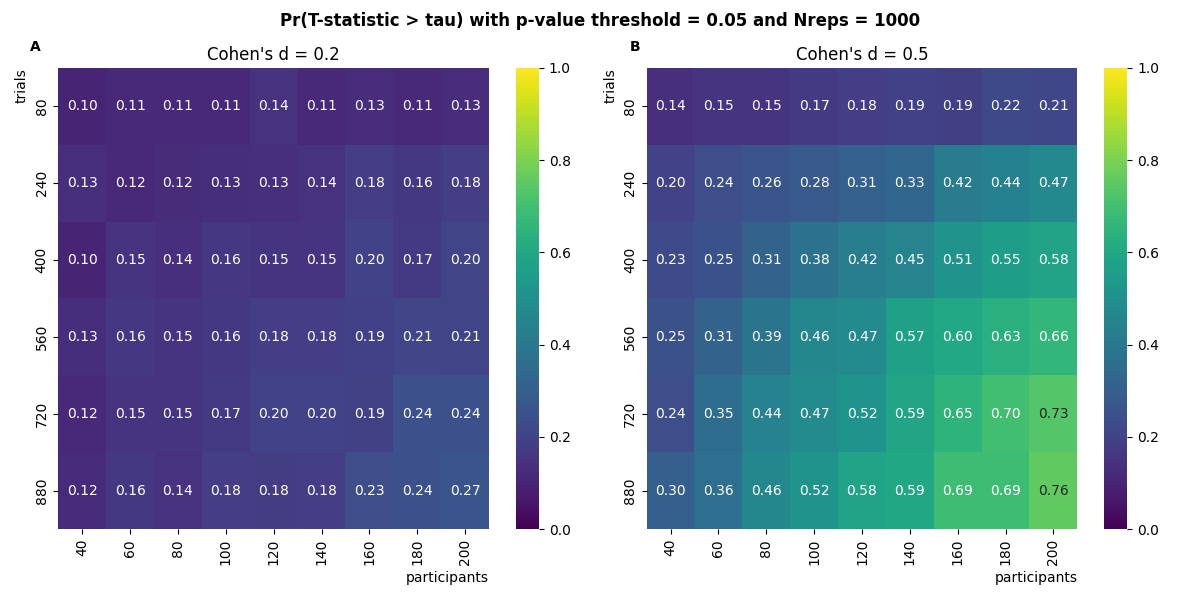 Pr(T-statistic > tau) with p-value threshold = 0.05 and Nreps = 1000
A
Cohen's d = 0.2
trials
80 0.10 0.11 0.11 0.11 0.14 0.11 0.13 0.11 0.13
240 0.13 0.12 0.12 0.13 0.13 0.14 0.18 0.16 0.18
400 0.10 0.15 0.14 0.16 0.15 0.15 0.20 0.17 0.20
560 0.13 0.16 0.15 0.16 0.18 0.18 0.19 0.21 0.21
720 0.12 0.15 0.15 0.17 0.20 0.20 0.19 0.24 0.24
880 0.12 0.16 0.14 0.18 0.18 0.18 0.23 0.24 0.27
40 60 80 100 120 140 160 180 200
participants
1.0
0.8
0.6
0.4
0.2
0.0
B
Cohen's d = 0.5
trials
80 0.14 0.15 0.15 0.17 0.18 0.19 0.19 0.22 0.21
240 0.20 0.24 0.26 0.28 0.31 0.33 0.42 0.44 0.47
400 0.23 0.25 0.31 0.38 0.42 0.45 0.51 0.55 0.58
560 0.25 0.31 0.39 0.46 0.47 0.57 0.60 0.63 0.66
720 0.24 0.35 0.44 0.47 0.52 0.59 0.65 0.70 0.73
880 0.30 0.36 0.46 0.52 0.58 0.59 0.69 0.69 0.76
40 60 80 100 120 140 160 180 200
participants
1.0
0.8
0.6
0.4
0.2
0.0